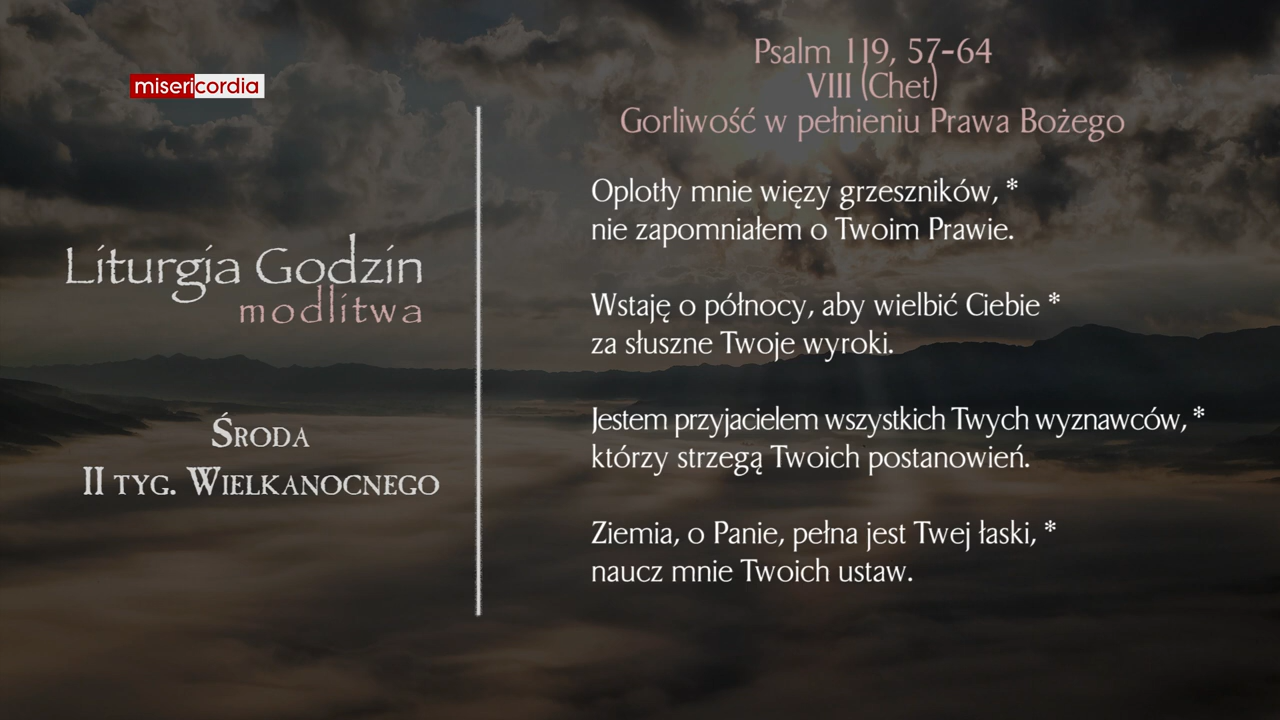 misericordia
Liturgia Godzin
modlitwa
Środa
II tyg. Wielkanocnego
Psalm 119, 57-64
VIII (Chet)
Gorliwość w pełnieniu Prawa Bożego
Oplotły mnie więzy grzeszników, *
nie zapomniałem o Twoim Prawie.
Wstaję o północy, aby wielbić Ciebie *
za słuszne Twoje wyroki.
Jestem przyjacielem wszystkich Twych wyznawców, *
którzy strzegą Twoich postanowień.
Ziemia, o Panie, pełna jest Twej łaski, *
naucz mnie Twoich ustaw.